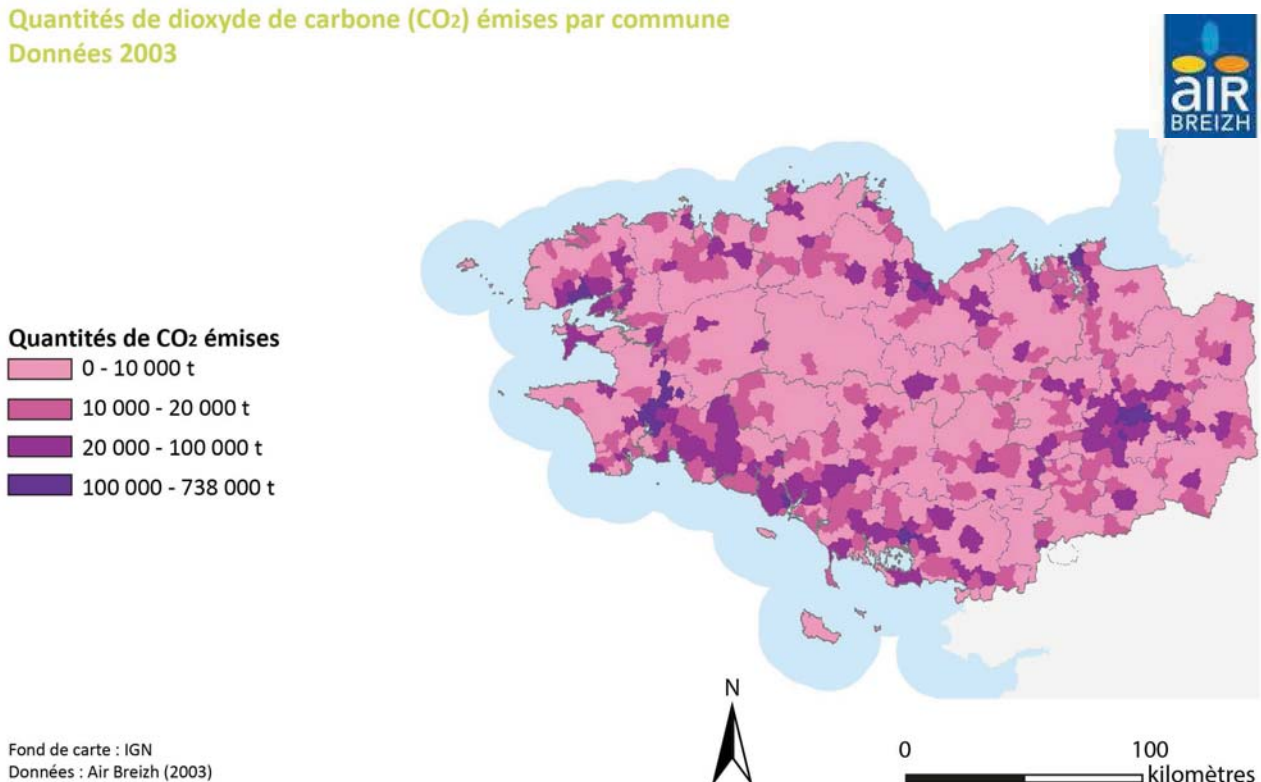 Quantités de dioxyde de carbone (CO2) émises par commune
Données 2003
aIR
BREIZH
Quantités de CO2 émises
0 - 10 000 t
10 000 - 20 000 t
20 000 - 100 000 t
100 000 - 738 000 t
N
0 100
kilomètres
Fond de carte : IGN
Données : Air Breizh (2003)